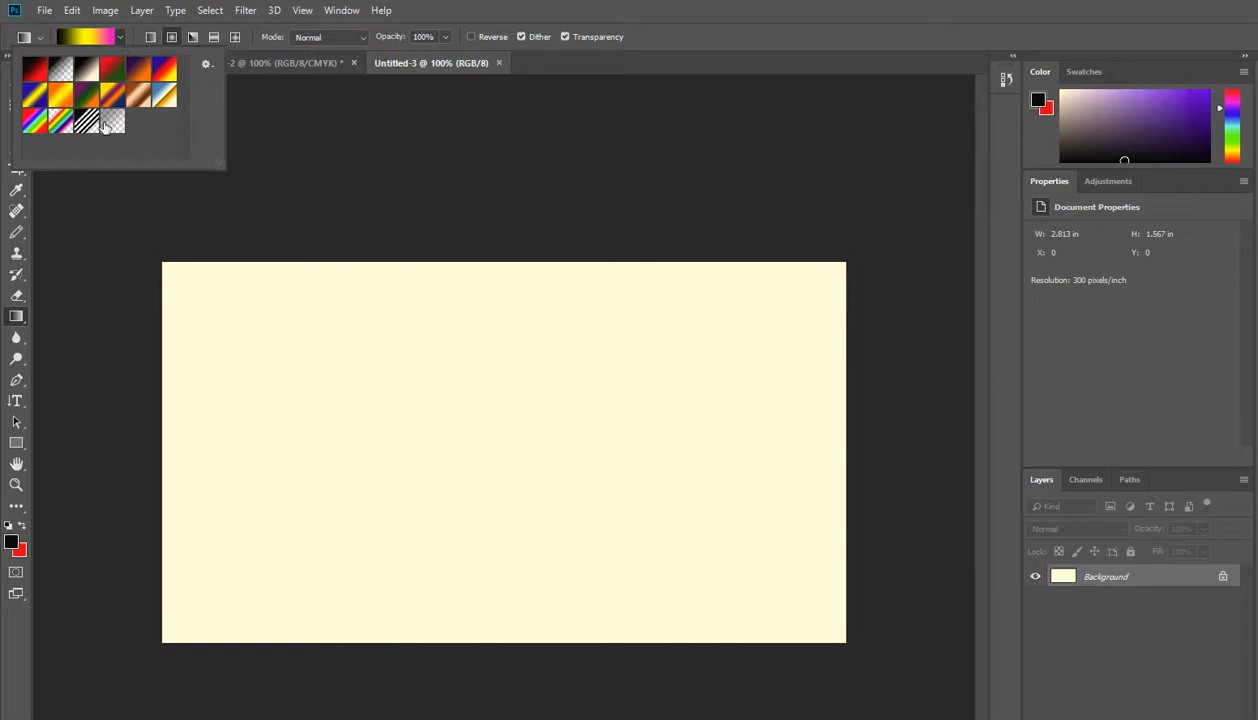 Ps File Edit Image Layer Type Select Filter 3D View Window Help
Mode: Normal Opacity: 100% Reverse Dither Transparency
-2 @ 100% (RGB/8/CMYK) * × Untitled-3 @ 100% (RGB/8) ×
Color Swatches
Properties Adjustments
Document Properties
W: 2.813 in H: 1.567 in
X: 0 Y: 0
Resolution: 300 pixels/inch
T
Layers Channels Paths
Kind T
Normal Opacity: 100%
Lock: Fill: 100%
Background